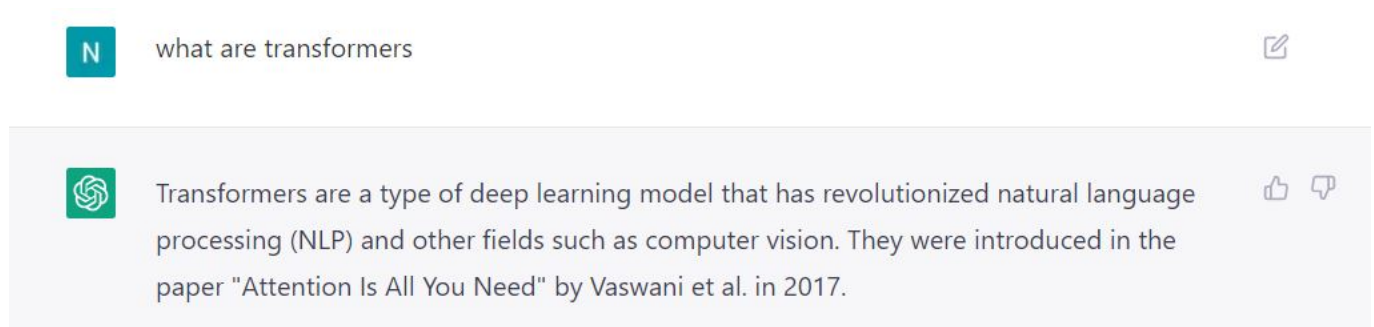 N
what are transformers
Transformers are a type of deep learning model that has revolutionized natural language
processing (NLP) and other fields such as computer vision. They were introduced in the
paper "Attention Is All You Need" by Vaswani et al. in 2017.